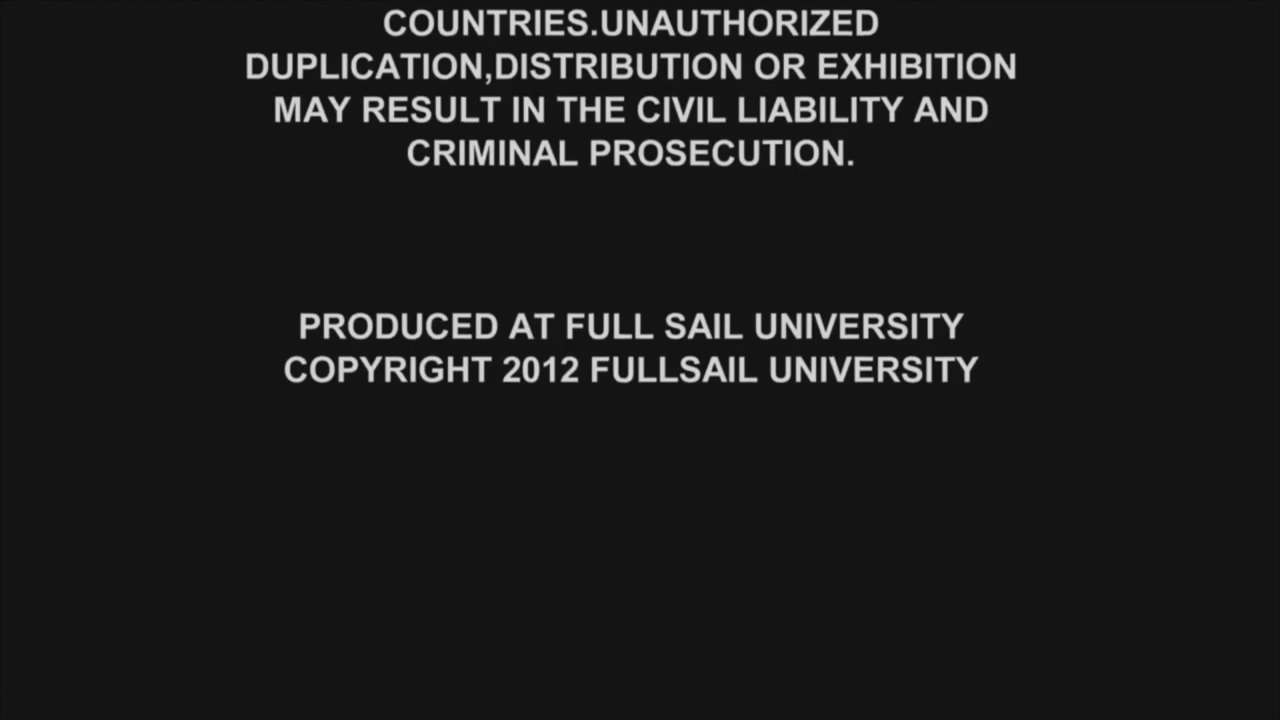 COUNTRIES.UNAUTHORIZED
DUPLICATION,DISTRIBUTION OR EXHIBITION
MAY RESULT IN THE CIVIL LIABILITY AND
CRIMINAL PROSECUTION.
PRODUCED AT FULL SAIL UNIVERSITY
COPYRIGHT 2012 FULLSAIL UNIVERSITY